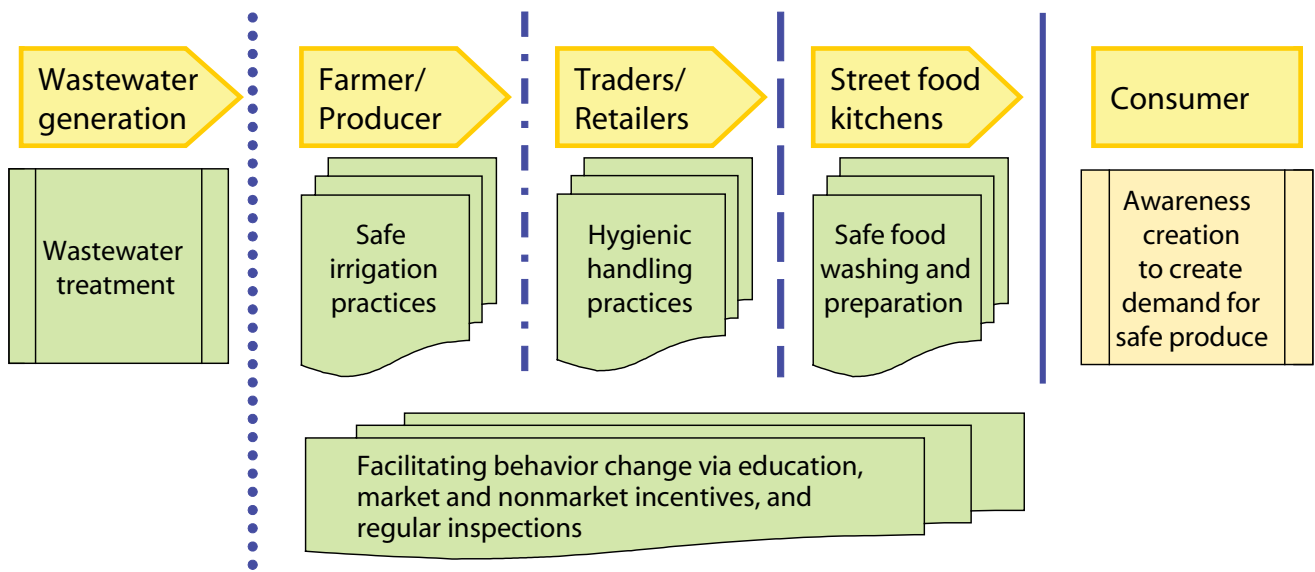 Wastewater
generation
Farmer/
Producer
Traders/
Retailers
Street food
kitchens
Consumer
Wastewater
treatment
Safe
irrigation
practices
Hygienic
handling
practices
Safe food
washing and
preparation
Awareness
creation
to create
demand for
safe produce
Facilitating behavior change via education,
market and nonmarket incentives, and
regular inspections